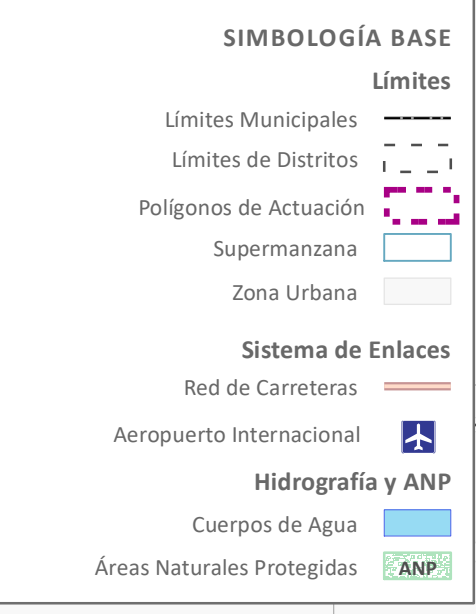 SIMBOLOGÍA BASE
Límites
Límites Municipales
Límites de Distritos
Polígonos de Actuación
Supermanzana
Zona Urbana
Sistema de Enlaces
Red de Carreteras
Aeropuerto Internacional
Hidrografía y ANP
Cuerpos de Agua
Áreas Naturales Protegidas ANP